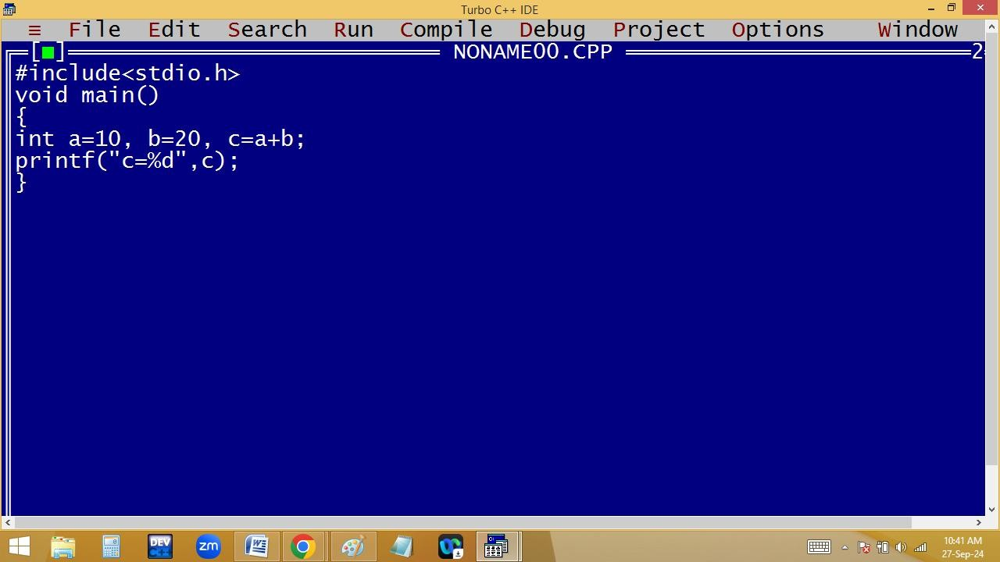 Turbo C++ IDE
≡ File Edit Search Run Compile Debug Project Options Window
[■] NONAME00.CPP 2
#include<stdio.h>
void main()
{
int a=10, b=20, c=a+b;
printf("c=%d",c);
}
DEV C++ zm W C:\ 10:41 AM
27-Sep-24